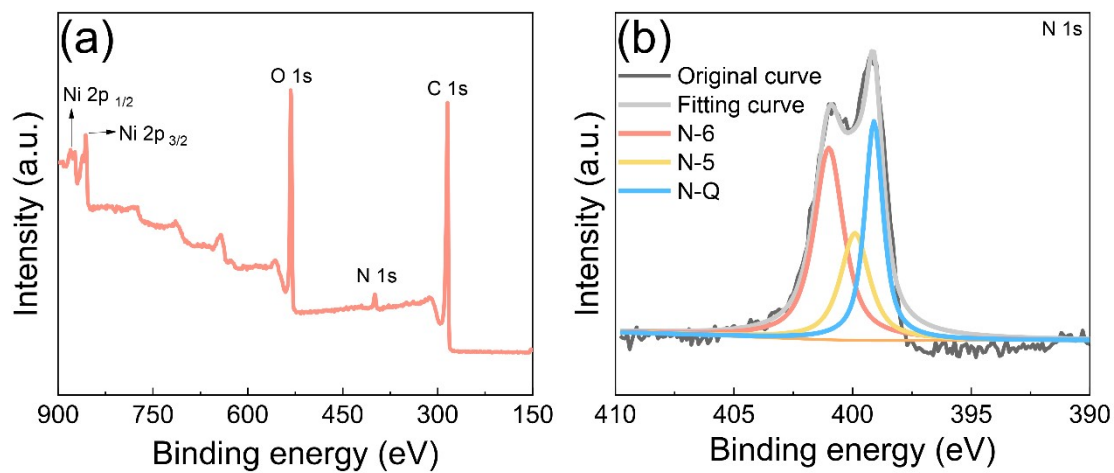 (a)
Ni 2p 1/2
Ni 2p 3/2
O 1s
C 1s
N 1s
Intensity (a.u.)
900 750 600 450 300 150
Binding energy (eV)
(b)
N 1s
Original curve
Fitting curve
N-6
N-5
N-Q
Intensity (a.u.)
410 405 400 395 390
Binding energy (eV)